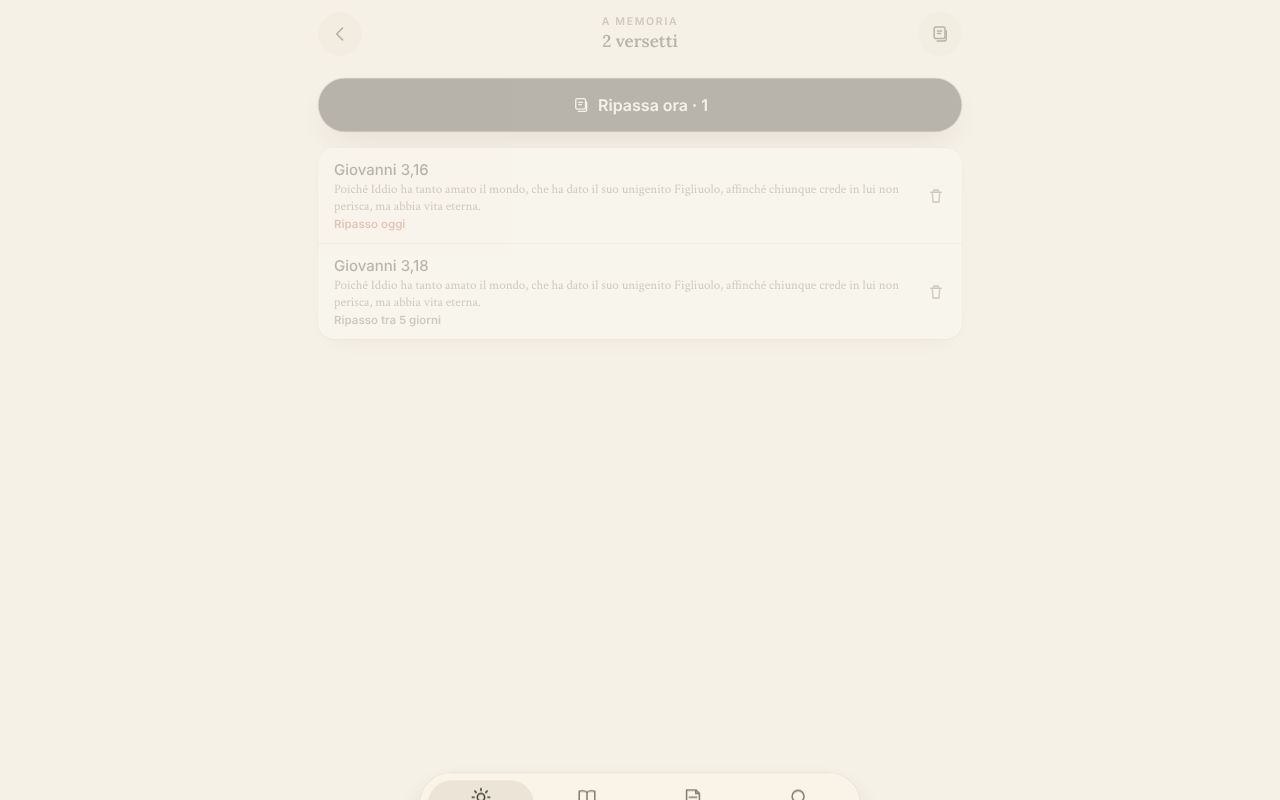 A MEMORIA
2 versetti
Ripassa ora · 1
Giovanni 3,16
Poiché Iddio ha tanto amato il mondo, che ha dato il suo unigenito Figliuolo, affinché chiunque crede in lui non
perisca, ma abbia vita eterna.
Ripasso oggi
Giovanni 3,18
Poiché Iddio ha tanto amato il mondo, che ha dato il suo unigenito Figliuolo, affinché chiunque crede in lui non
perisca, ma abbia vita eterna.
Ripasso tra 5 giorni